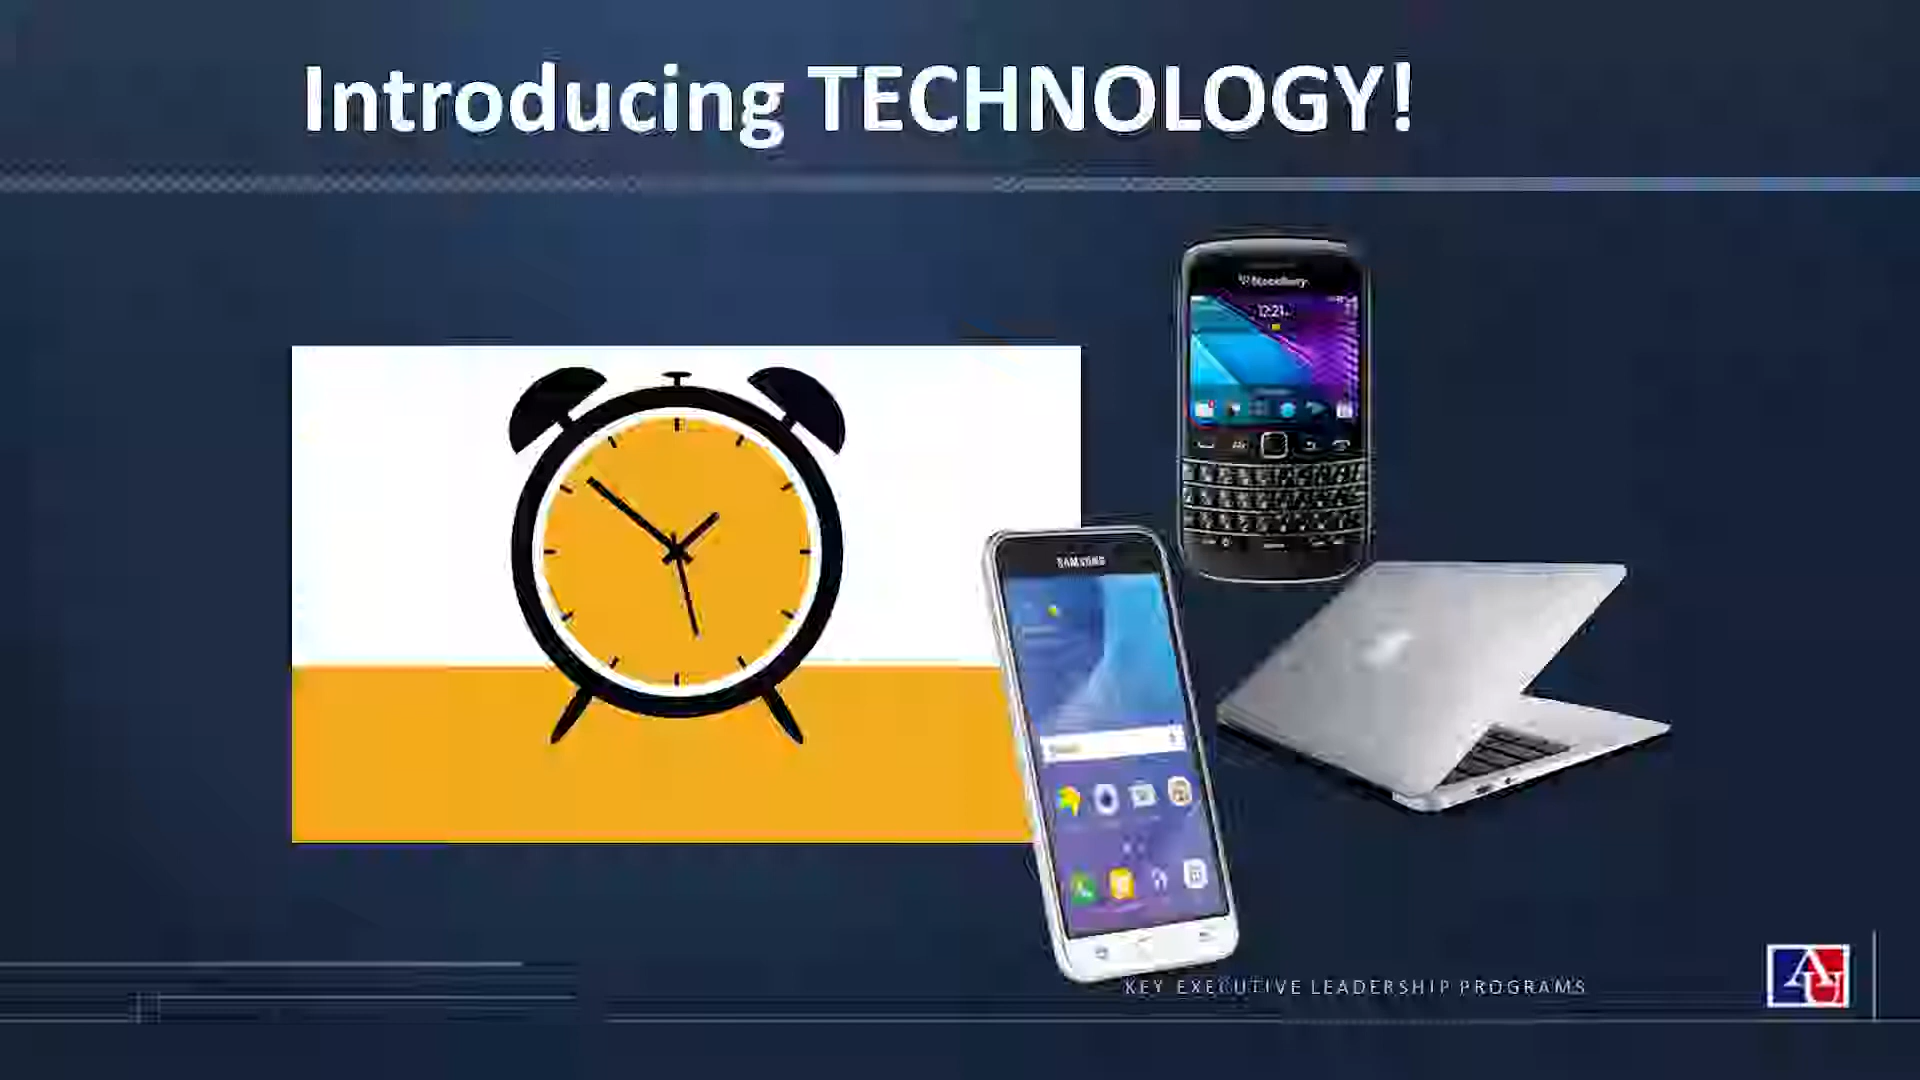 Introducing TECHNOLOGY!
BlackBerry
12:21
SAMSUNG
KEY EXECUTIVE LEADERSHIP PROGRAMS
AU